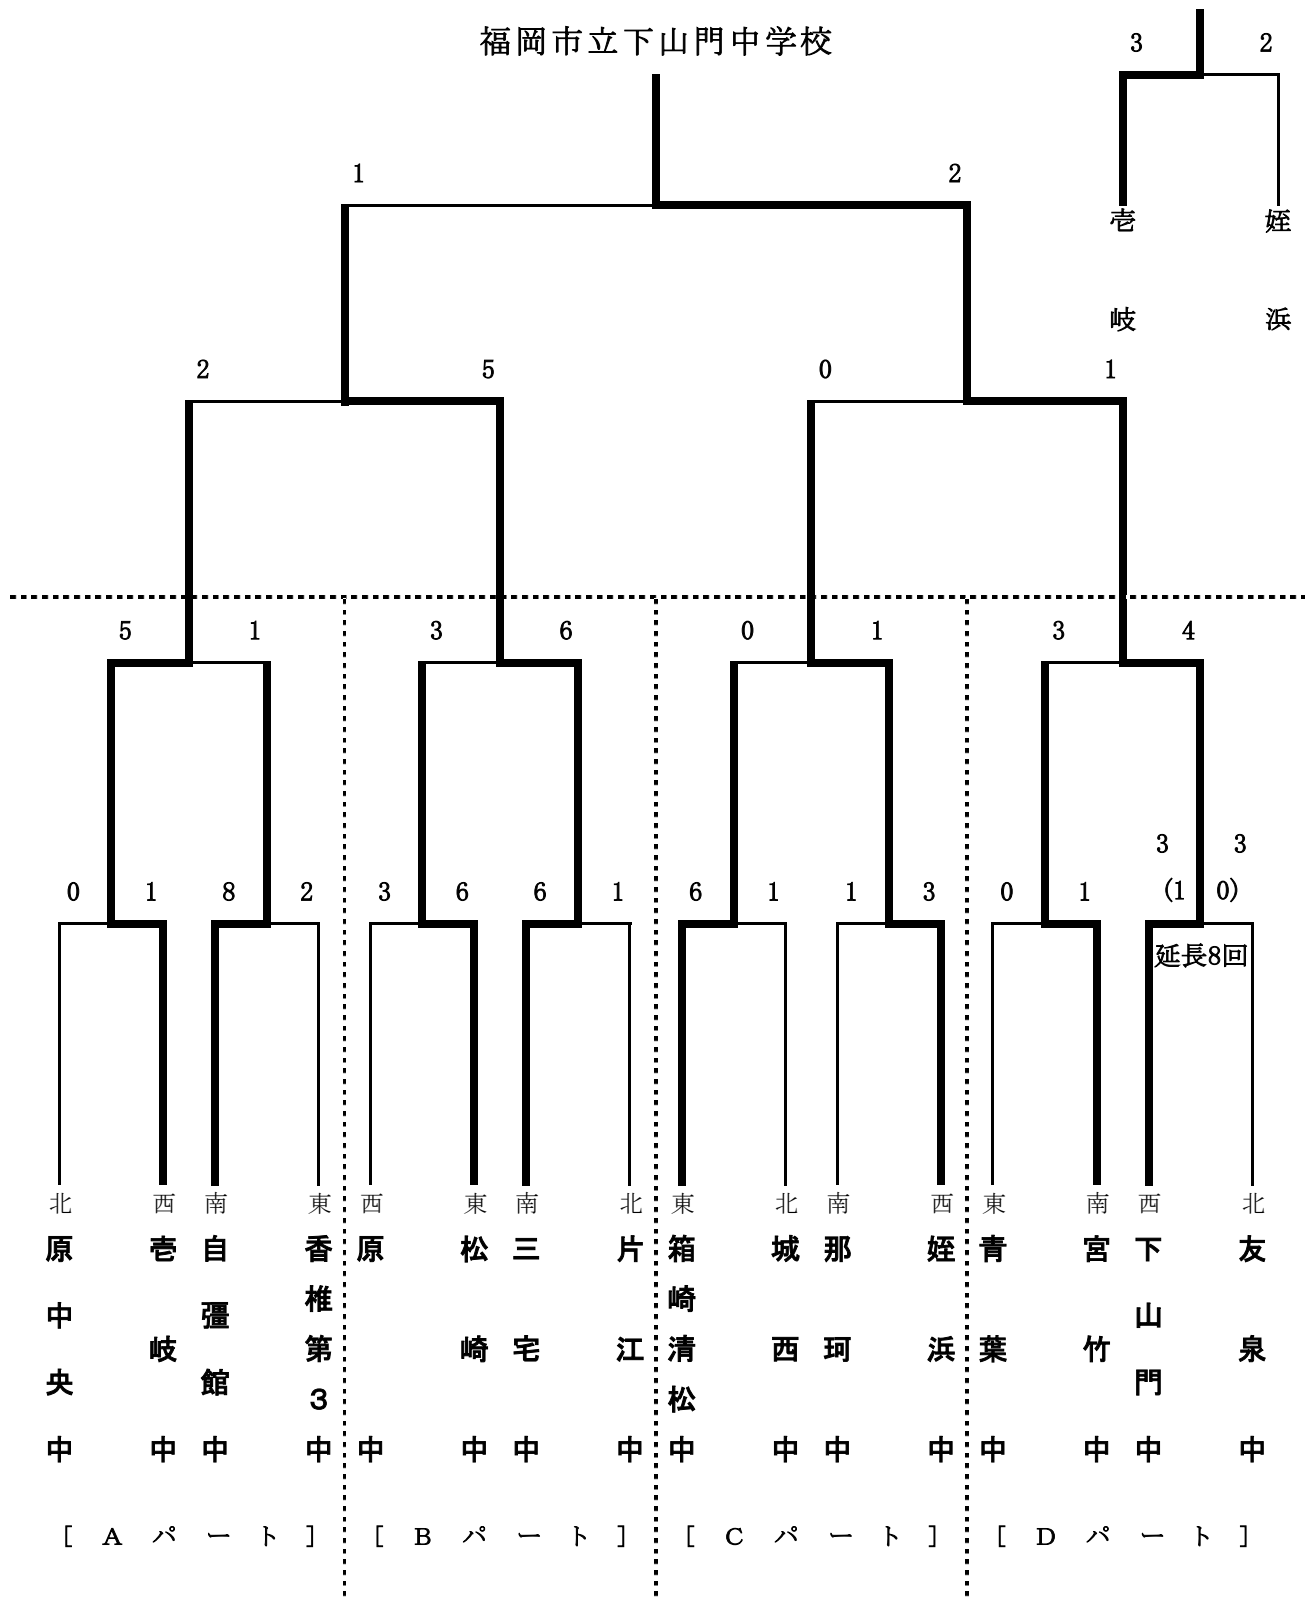 福岡市立下山門中学校
3 2
壱岐
姪浜
1 2
2 5 0 1
5 1 3 6 0 1 3 4
3 3
0 1 8 2 3 6 6 1 6 1 1 3 0 1 (1 0)
延長8回
北 西 南 東 西 東 南 北 東 北 南 西 東 南 西 北
原中央中
壱岐中
自彊館中
香椎第3中
原中
松崎中
三宅中
片江中
箱崎清松中
城西中
那珂中
姪浜中
青葉中
宮竹中
下山門中
友泉中
[ Aパート ] [ Bパート ] [ Cパート ] [ Dパート ]